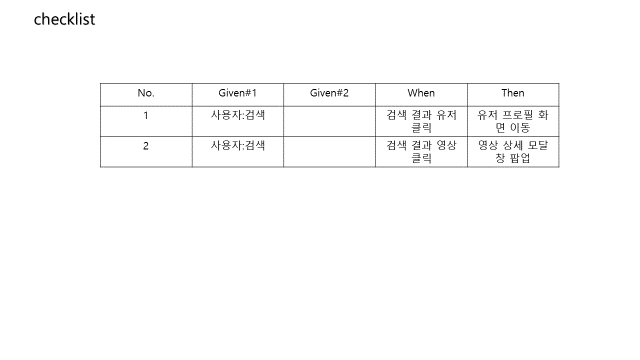 checklist
No. Given#1 Given#2 When Then
1 사용자:검색 검색 결과 유저 유저 프로필 화
클릭 면 이동
2 사용자:검색 검색 결과 영상 영상 상세 모달
클릭 창 팝업